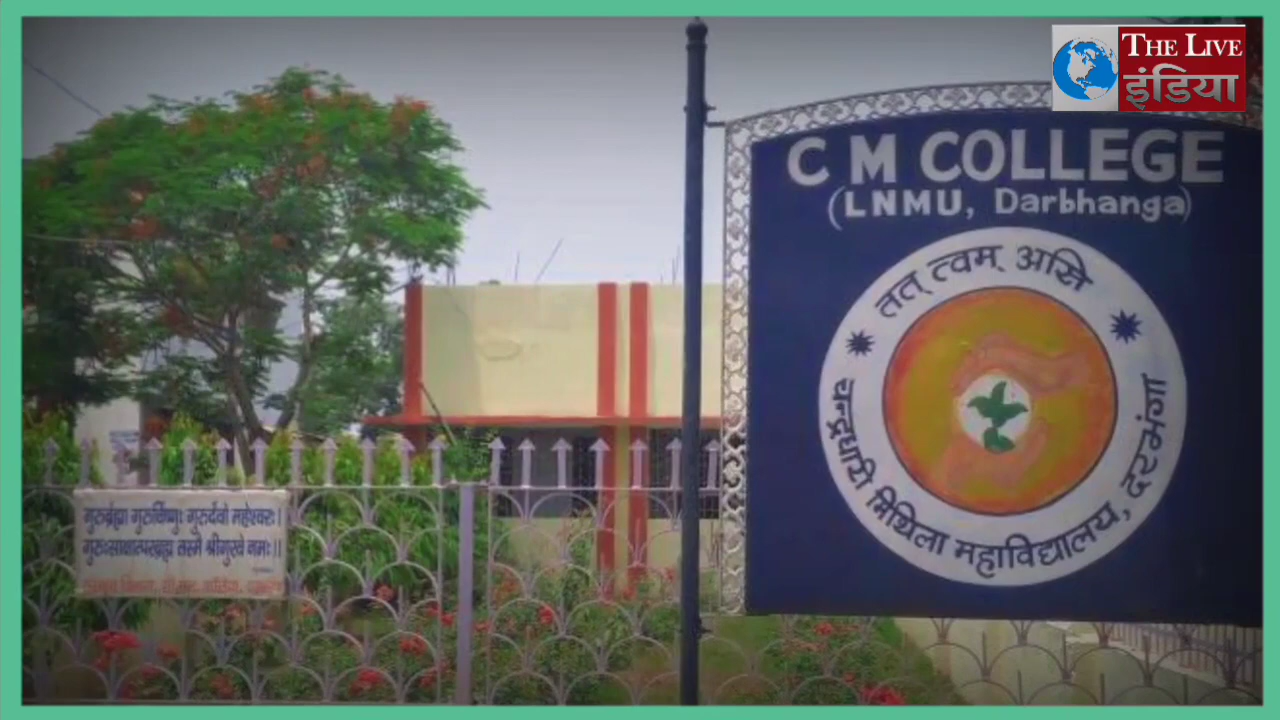 THE LIVE
इंडिया
C M COLLEGE
(LNMU, Darbhanga)
तत् त्वम् असि
चन्द्रधारी मिथिला महाविद्यालय, दरभंगा
गुरुर्ब्रह्मा गुरुर्विष्णुः गुरुर्देवो महेश्वरः।
गुरुःसाक्षात्परब्रह्म तस्मै श्रीगुरवे नमः।।